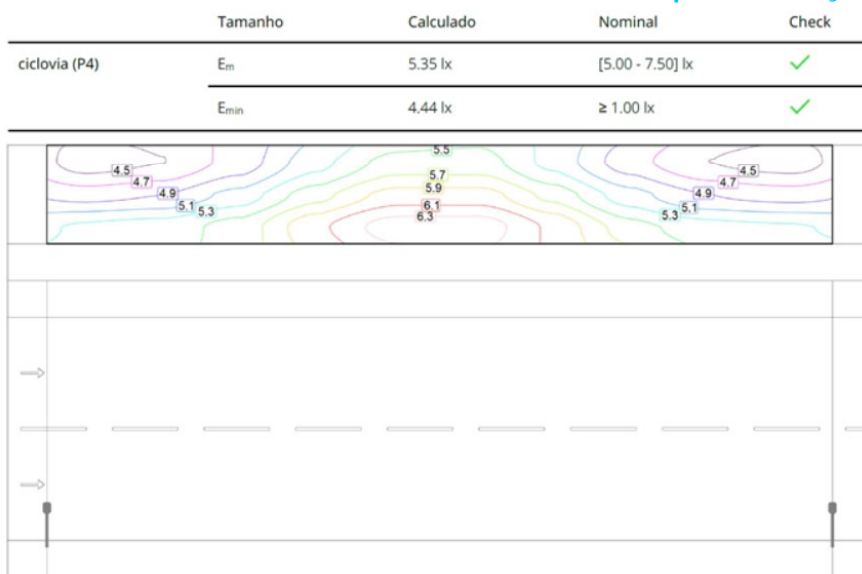 Tamanho Calculado Nominal Check
ciclovia (P4) Em 5.35 lx [5.00 - 7.50] lx ✓
Emin 4.44 lx ≥ 1.00 lx ✓
5.5
4.5 5.7 4.5
4.7 5.9 4.7
4.9 4.9
5.1 6.1 5.1
5.3 6.3 5.3